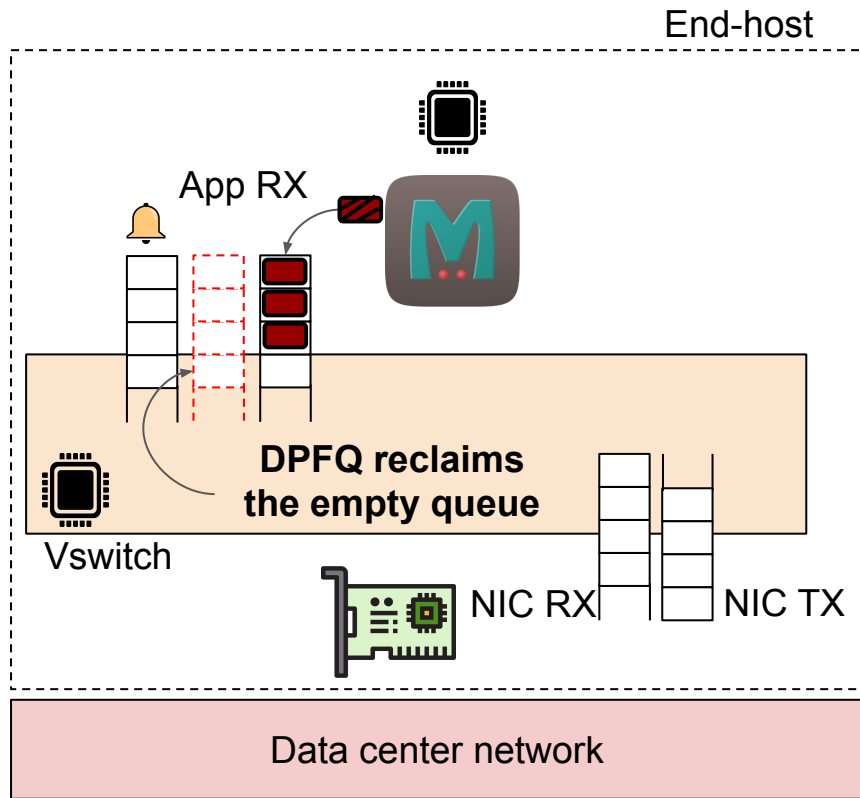 End-host
App RX
DPFQ reclaims
the empty queue
Vswitch
NIC RX
NIC TX
Data center network